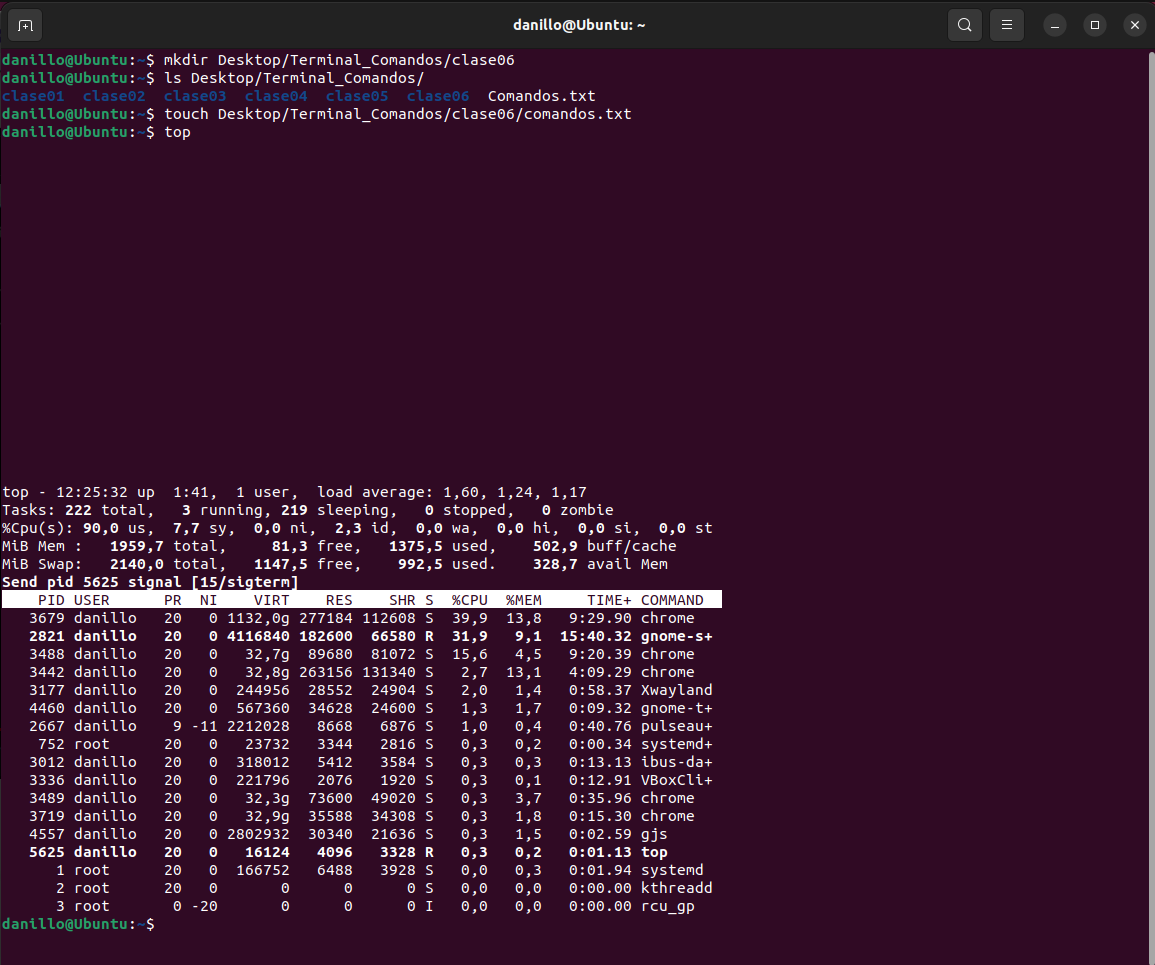 danillo@Ubuntu: ~
danillo@Ubuntu:~$ mkdir Desktop/Terminal_Comandos/clase06
danillo@Ubuntu:~$ ls Desktop/Terminal_Comandos/
clase01  clase02  clase03  clase04  clase05  clase06  Comandos.txt
danillo@Ubuntu:~$ touch Desktop/Terminal_Comandos/clase06/comandos.txt
danillo@Ubuntu:~$ top
top - 12:25:32 up  1:41,  1 user,  load average: 1,60, 1,24, 1,17
Tasks: 222 total,   3 running, 219 sleeping,   0 stopped,   0 zombie
%Cpu(s): 90,0 us,  7,7 sy,  0,0 ni,  2,3 id,  0,0 wa,  0,0 hi,  0,0 si,  0,0 st
MiB Mem :   1959,7 total,     81,3 free,   1375,5 used,    502,9 buff/cache
MiB Swap:   2140,0 total,   1147,5 free,    992,5 used.    328,7 avail Mem
Send pid 5625 signal [15/sigterm]
    PID USER      PR  NI    VIRT    RES    SHR S  %CPU  %MEM     TIME+ COMMAND
   3679 danillo   20   0 1132,0g 277184 112608 S  39,9  13,8   9:29.90 chrome
   2821 danillo   20   0 4116840 182600  66580 R  31,9   9,1  15:40.32 gnome-s+
   3488 danillo   20   0   32,7g  89680  81072 S  15,6   4,5   9:20.39 chrome
   3442 danillo   20   0   32,8g 263156 131340 S   2,7  13,1   4:09.29 chrome
   3177 danillo   20   0  244956  28552  24904 S   2,0   1,4   0:58.37 Xwayland
   4460 danillo   20   0  567360  34628  24600 S   1,3   1,7   0:09.32 gnome-t+
   2667 danillo    9 -11 2212028   8668   6876 S   1,0   0,4   0:40.76 pulseau+
    752 root      20   0   23732   3344   2816 S   0,3   0,2   0:00.34 systemd+
   3012 danillo   20   0  318012   5412   3584 S   0,3   0,3   0:13.13 ibus-da+
   3336 danillo   20   0  221796   2076   1920 S   0,3   0,1   0:12.91 VBoxCli+
   3489 danillo   20   0   32,3g  73600  49020 S   0,3   3,7   0:35.96 chrome
   3719 danillo   20   0   32,9g  35588  34308 S   0,3   1,8   0:15.30 chrome
   4557 danillo   20   0 2802932  30340  21636 S   0,3   1,5   0:02.59 gjs
   5625 danillo   20   0   16124   4096   3328 R   0,3   0,2   0:01.13 top
      1 root      20   0  166752   6488   3928 S   0,0   0,3   0:01.94 systemd
      2 root      20   0       0      0      0 S   0,0   0,0   0:00.00 kthreadd
      3 root       0 -20       0      0      0 I   0,0   0,0   0:00.00 rcu_gp
danillo@Ubuntu:~$